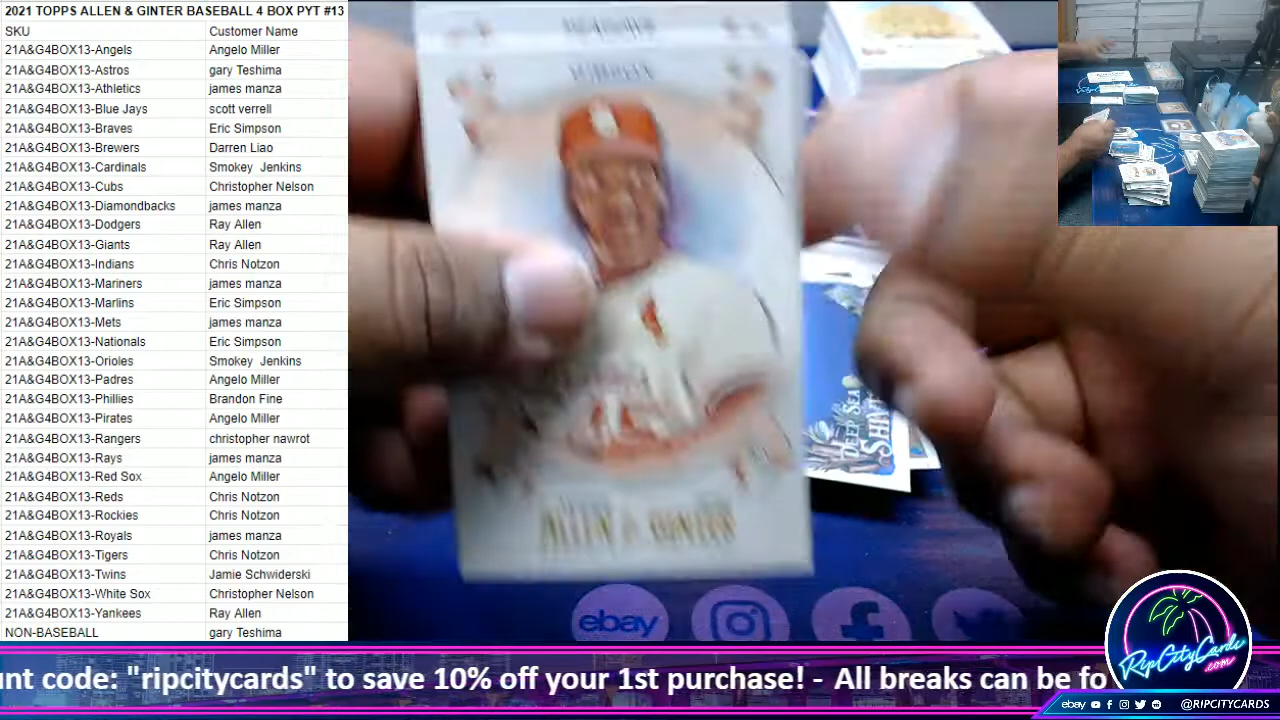 2021 TOPPS ALLEN & GINTER BASEBALL 4 BOX PYT #13
SKU Customer Name
21A&G4BOX13-Angels Angelo Miller
21A&G4BOX13-Astros gary Teshima
21A&G4BOX13-Athletics james manza
21A&G4BOX13-Blue Jays scott verrell
21A&G4BOX13-Braves Eric Simpson
21A&G4BOX13-Brewers Darren Liao
21A&G4BOX13-Cardinals Smokey Jenkins
21A&G4BOX13-Cubs Christopher Nelson
21A&G4BOX13-Diamondbacks james manza
21A&G4BOX13-Dodgers Ray Allen
21A&G4BOX13-Giants Ray Allen
21A&G4BOX13-Indians Chris Notzon
21A&G4BOX13-Mariners james manza
21A&G4BOX13-Marlins Eric Simpson
21A&G4BOX13-Mets james manza
21A&G4BOX13-Nationals Eric Simpson
21A&G4BOX13-Orioles Smokey Jenkins
21A&G4BOX13-Padres Angelo Miller
21A&G4BOX13-Phillies Brandon Fine
21A&G4BOX13-Pirates Angelo Miller
21A&G4BOX13-Rangers christopher nawrot
21A&G4BOX13-Rays james manza
21A&G4BOX13-Red Sox Angelo Miller
21A&G4BOX13-Reds Chris Notzon
21A&G4BOX13-Rockies Chris Notzon
21A&G4BOX13-Royals james manza
21A&G4BOX13-Tigers Chris Notzon
21A&G4BOX13-Twins Jamie Schwiderski
21A&G4BOX13-White Sox Christopher Nelson
21A&G4BOX13-Yankees Ray Allen
NON-BASEBALL gary Teshima
ALLEN & GINTER
DEEP SEA
ebay
nt code: "ripcitycards" to save 10% off your 1st purchase! - All breaks can be fo
RipCityCards
.com
ebay @RIPCITYCARDS